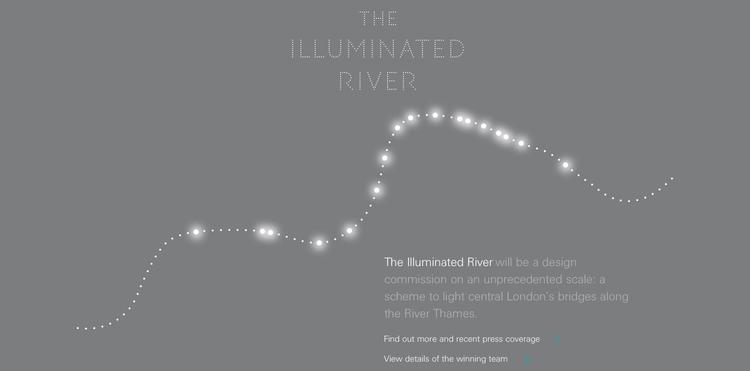 THE
ILLUMINATED
RIVER
The Illuminated River will be a design
commission on an unprecedented scale: a
scheme to light central London's bridges along
the River Thames.
Find out more and recent press coverage
View details of the winning team